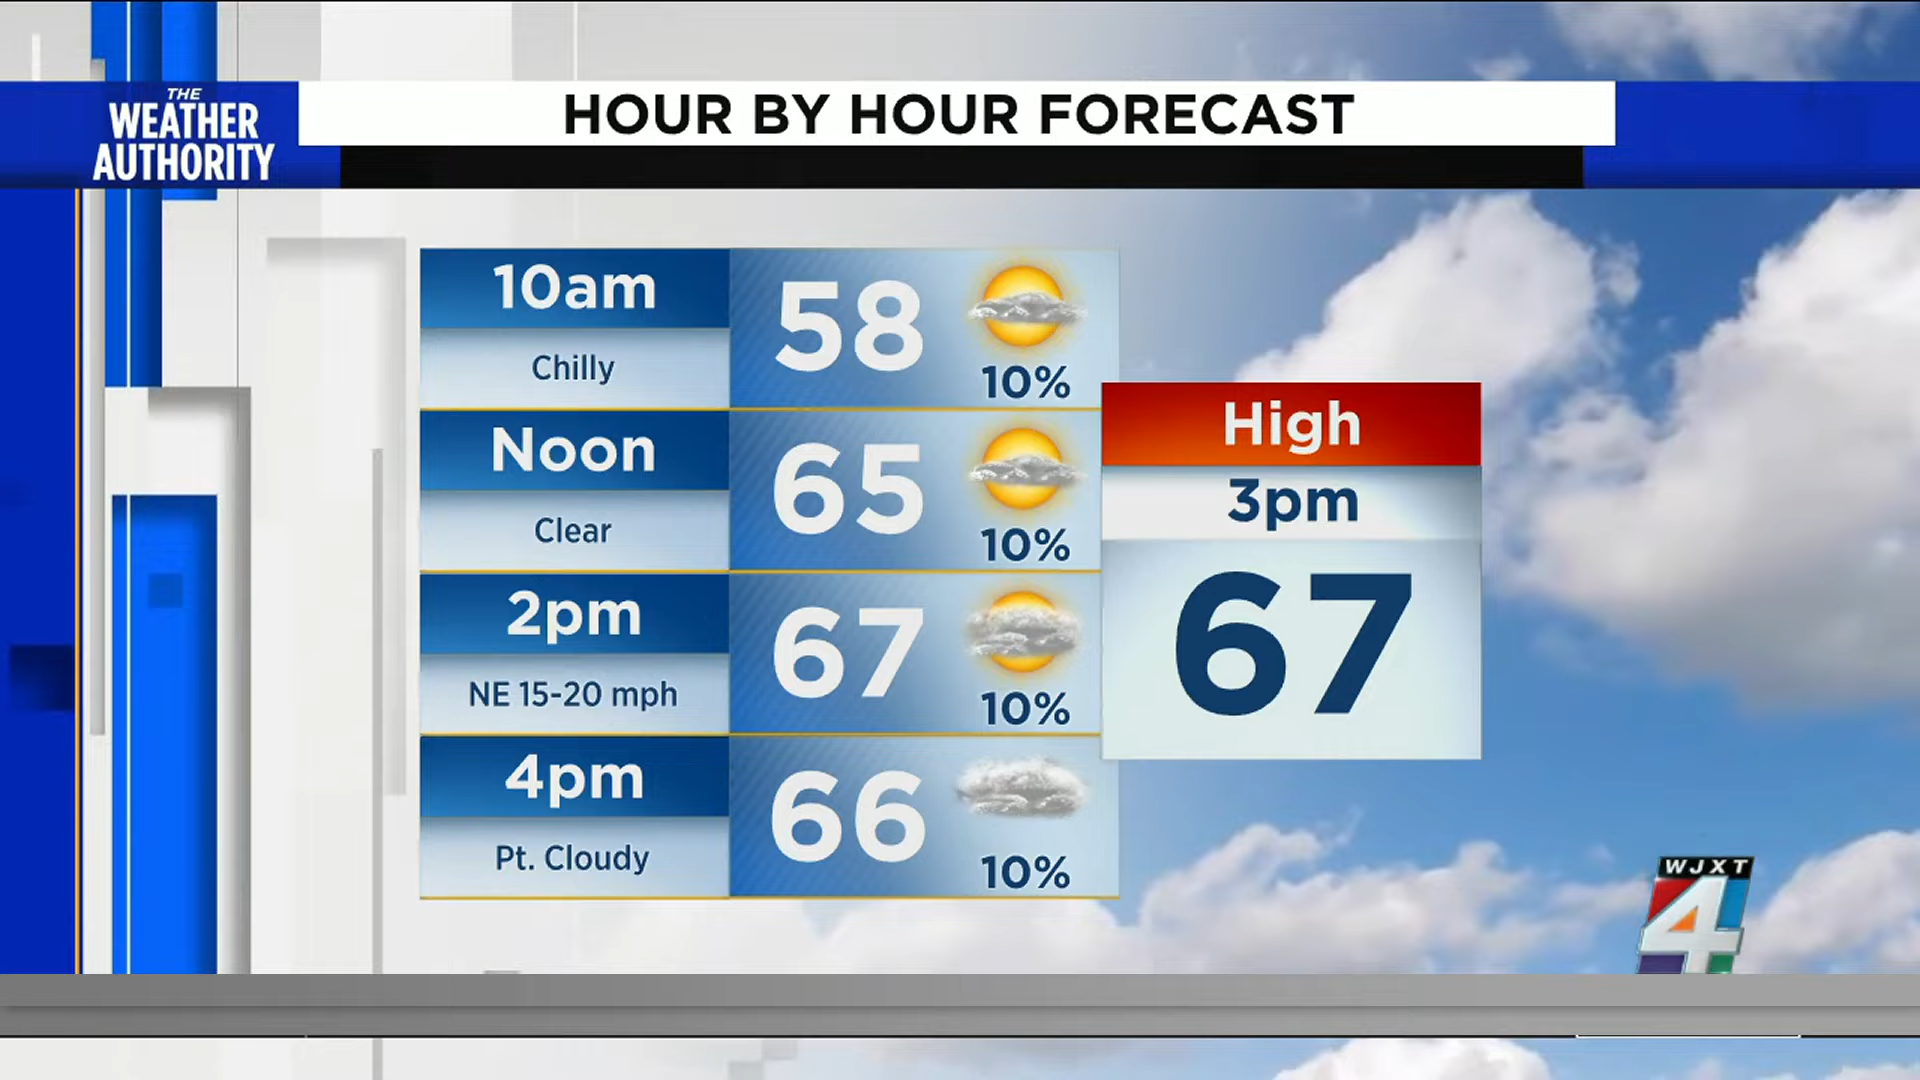 THE
WEATHER
AUTHORITY
HOUR BY HOUR FORECAST
10am
Chilly
58
10%
Noon
Clear
65
10%
2pm
NE 15-20 mph
67
10%
4pm
Pt. Cloudy
66
10%
High
3pm
67
WJXT
4